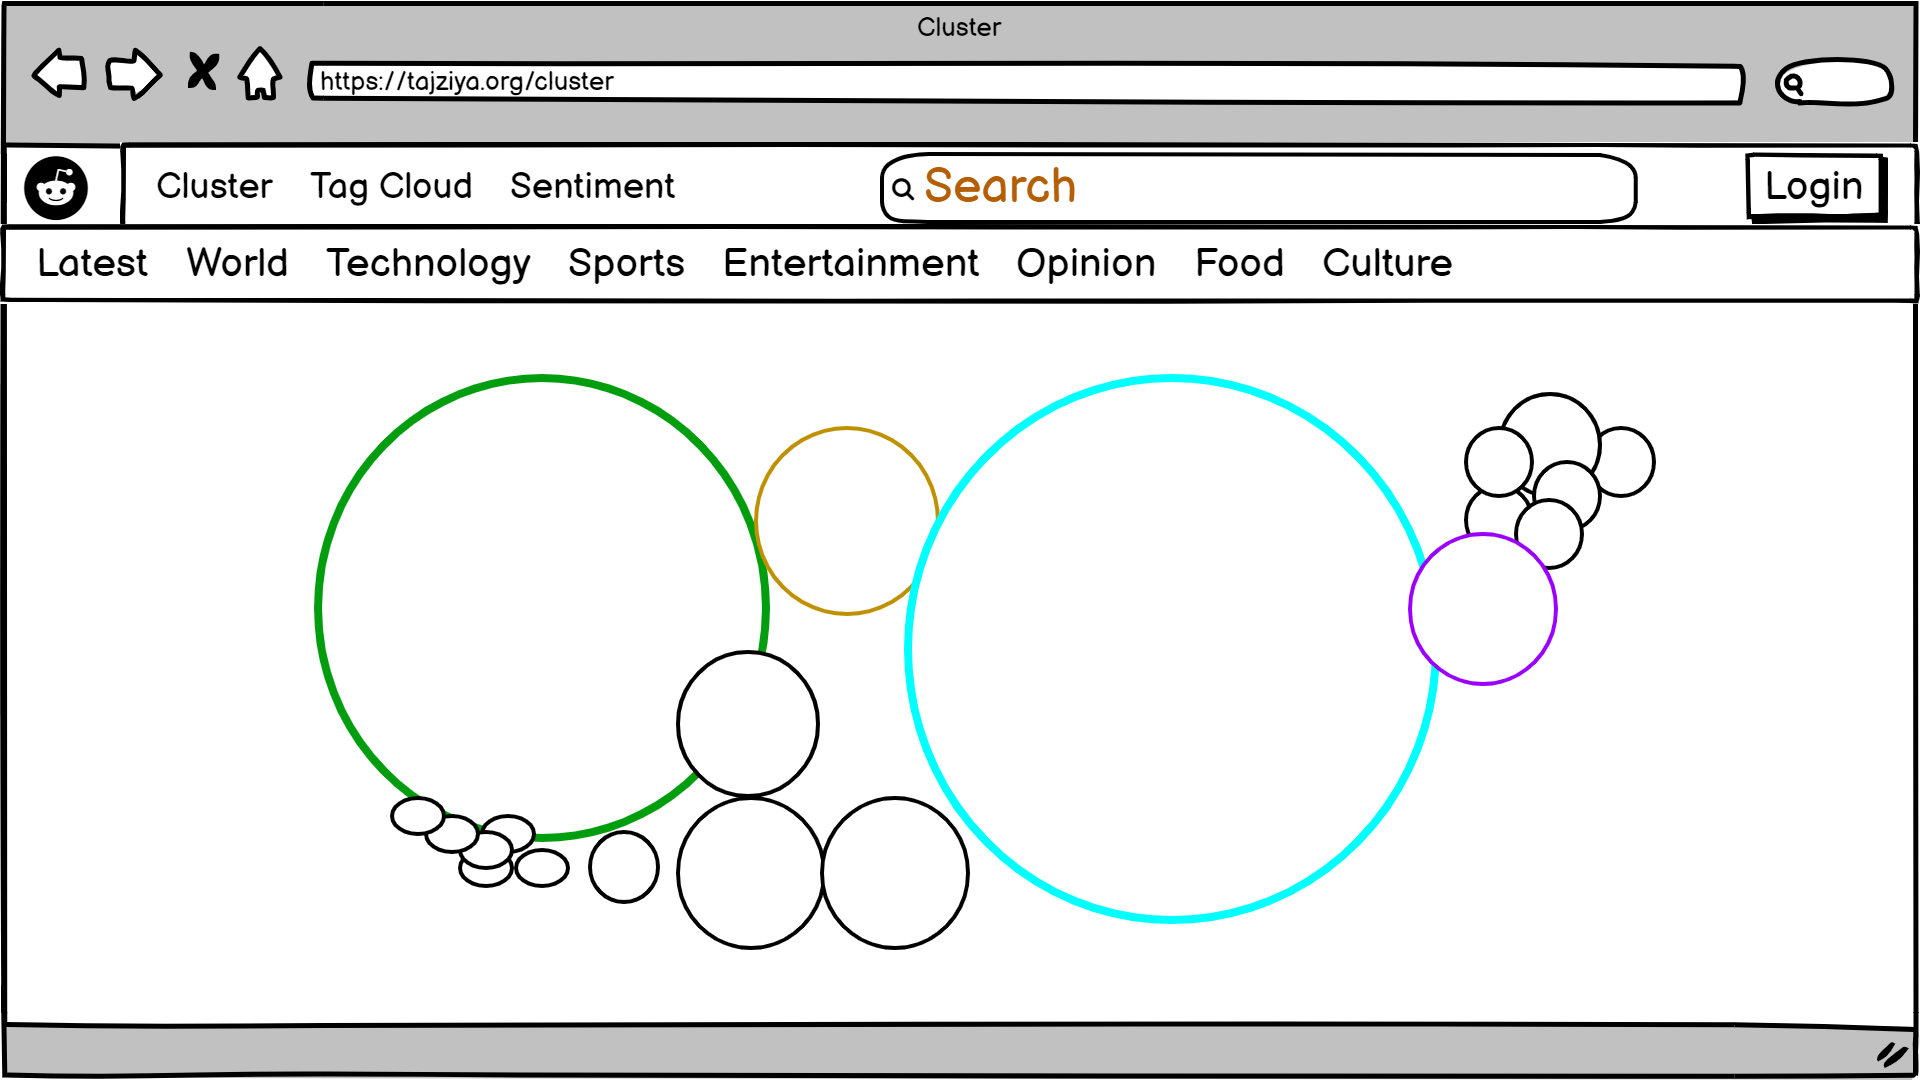 Cluster
https://tajziya.org/cluster
Cluster Tag Cloud Sentiment Search Login
Latest World Technology Sports Entertainment Opinion Food Culture